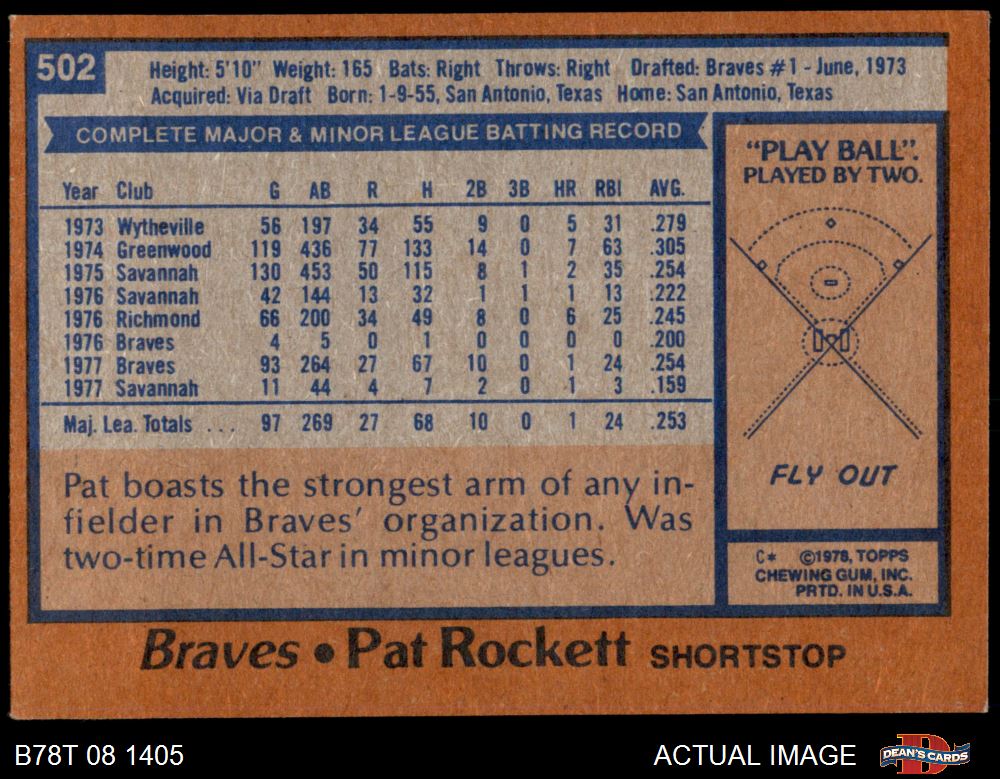 502
Height: 5'10" Weight: 165 Bats: Right Throws: Right Drafted: Braves #1 - June, 1973
Acquired: Via Draft Born: 1-9-55, San Antonio, Texas Home: San Antonio, Texas
COMPLETE MAJOR & MINOR LEAGUE BATTING RECORD
Year Club G AB R H 2B 3B HR RBI AVG.
1973 Wytheville 56 197 34 55 9 0 5 31 .279
1974 Greenwood 119 436 77 133 14 0 7 63 .305
1975 Savannah 130 453 50 115 8 1 2 35 .254
1976 Savannah 42 144 13 32 1 1 1 13 .222
1976 Richmond 66 200 34 49 8 0 6 25 .245
1976 Braves 4 5 0 1 0 0 0 0 .200
1977 Braves 93 264 27 67 10 0 1 24 .254
1977 Savannah 11 44 4 7 2 0 1 3 .159
Maj. Lea. Totals ... 97 269 27 68 10 0 1 24 .253
Pat boasts the strongest arm of any in-
fielder in Braves' organization. Was
two-time All-Star in minor leagues.
"PLAY BALL".
PLAYED BY TWO.
FLY OUT
C* ©1978, TOPPS
CHEWING GUM, INC.
PRTD. IN U.S.A.
Braves • Pat Rockett SHORTSTOP
B78T 08 1405
ACTUAL IMAGE
DEAN'S CARDS